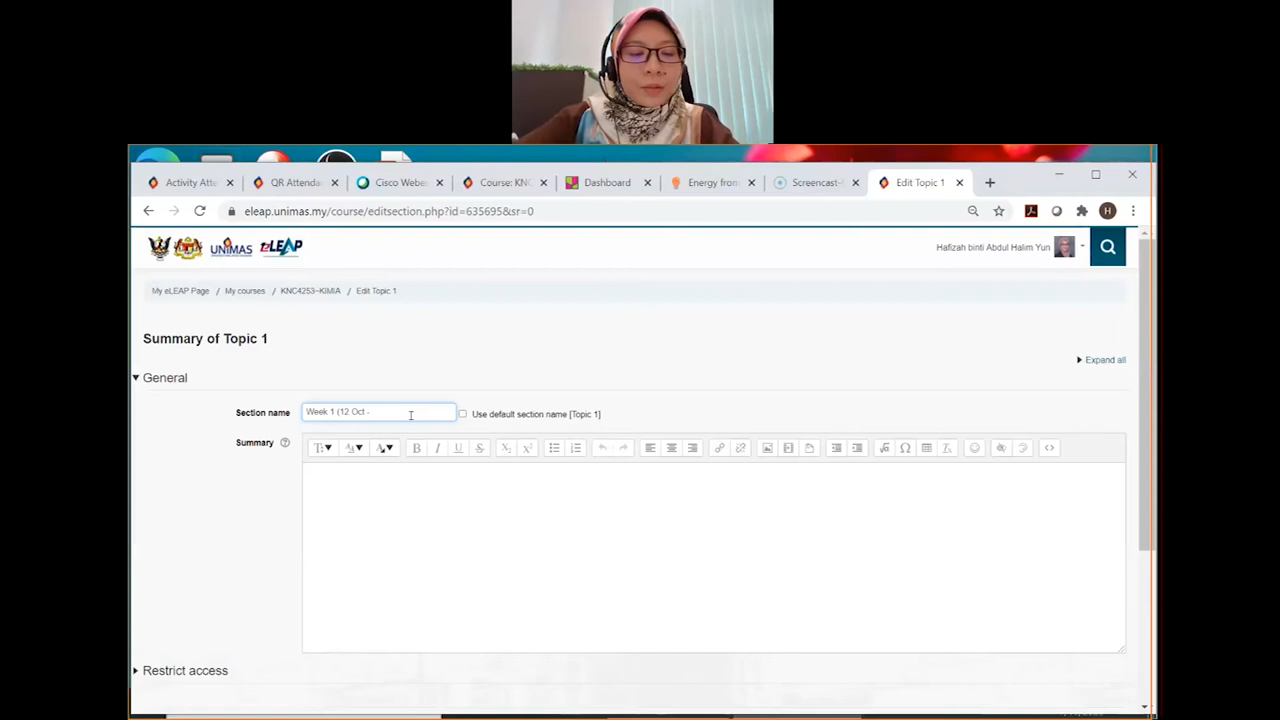 Activity Atte
QR Attendan
Cisco Webex
Course: KNC
Dashboard
Energy from
Screencast-
Edit Topic 1
eleap.unimas.my/course/editsection.php?id=635695&sr=0
H
UNIMAS
eLEAP
Hafizah binti Abdul Halim Yun
My eLEAP Page / My courses / KNC4253-KIMIA / Edit Topic 1
Summary of Topic 1
Expand all
General
Section name
Week 1 (12 Oct -
Use default section name [Topic 1]
Summary
Restrict access